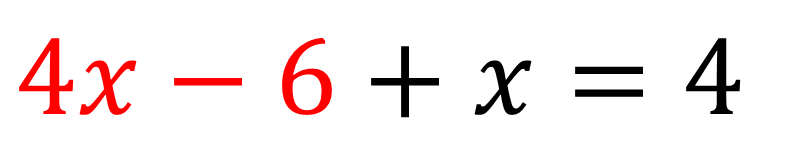 4x − 6 + x = 4